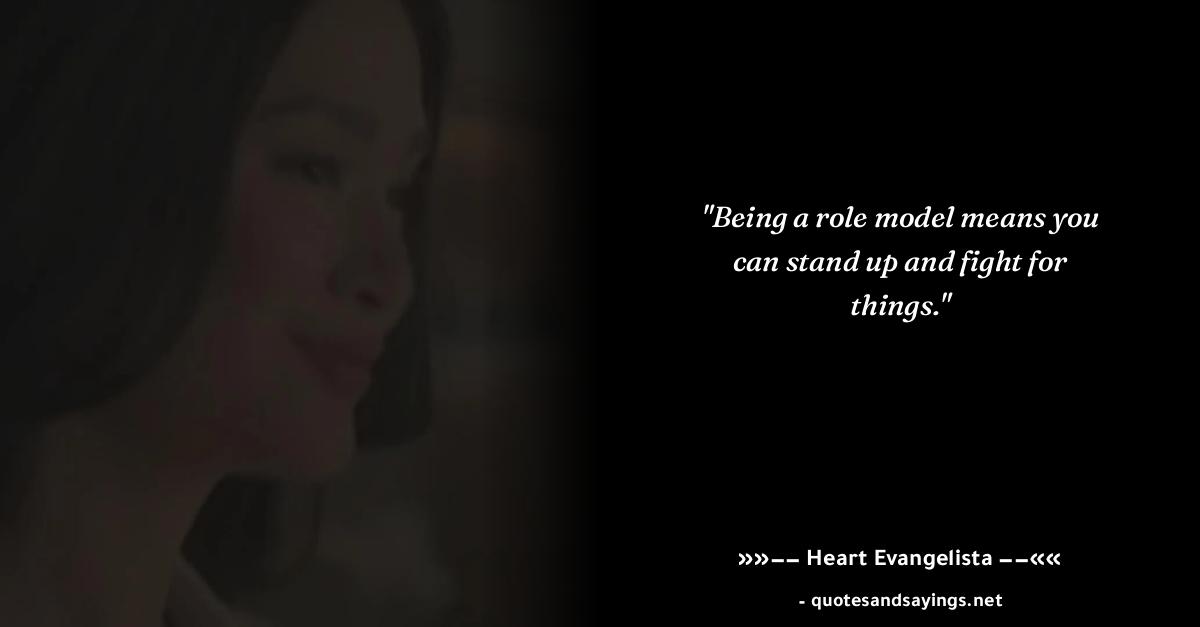 "Being a role model means you
can stand up and fight for
things."
»»–– Heart Evangelista ––««
- quotesandsayings.net